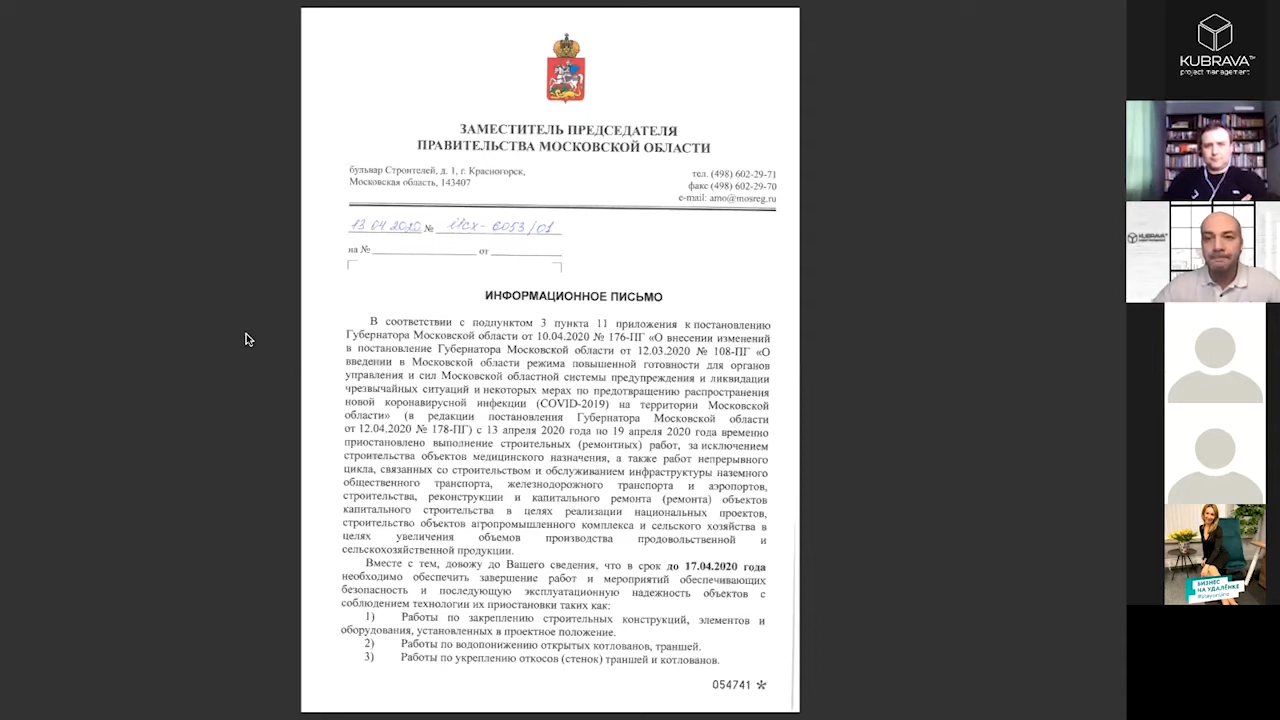 ЗАМЕСТИТЕЛЬ ПРЕДСЕДАТЕЛЯ
ПРАВИТЕЛЬСТВА МОСКОВСКОЙ ОБЛАСТИ
бульвар Строителей, д. 1, г. Красногорск,
Московская область, 143407
тел. (498) 602-29-71
факс (498) 602-29-70
e-mail: amo@mosreg.ru
13 04 2020 № Исх - 6053/01
на № от
ИНФОРМАЦИОННОЕ ПИСЬМО
В соответствии с подпунктом 3 пункта 11 приложения к постановлению
Губернатора Московской области от 10.04.2020 № 176-ПГ «О внесении изменений
в постановление Губернатора Московской области от 12.03.2020 № 108-ПГ «О
введении в Московской области режима повышенной готовности для органов
управления и сил Московской областной системы предупреждения и ликвидации
чрезвычайных ситуаций и некоторых мерах по предотвращению распространения
новой коронавирусной инфекции (COVID-2019) на территории Московской
области» (в редакции постановления Губернатора Московской области
от 12.04.2020 № 178-ПГ) с 13 апреля 2020 года по 19 апреля 2020 года временно
приостановлено выполнение строительных (ремонтных) работ, за исключением
строительства объектов медицинского назначения, а также работ непрерывного
цикла, связанных со строительством и обслуживанием инфраструктуры наземного
общественного транспорта, железнодорожного транспорта и аэропортов,
строительства, реконструкции и капитального ремонта (ремонта) объектов
капитального строительства в целях реализации национальных проектов,
строительство объектов агропромышленного комплекса и сельского хозяйства в
целях увеличения объемов производства продовольственной и
сельскохозяйственной продукции.
Вместе с тем, довожу до Вашего сведения, что в срок до 17.04.2020 года
необходимо обеспечить завершение работ и мероприятий обеспечивающих
безопасность и последующую эксплуатационную надежность объектов с
соблюдением технологии их приостановки таких как:
1) Работы по закреплению строительных конструкций, элементов и
оборудования, установленных в проектное положение.
2) Работы по водопонижению открытых котлованов, траншей.
3) Работы по укреплению откосов (стенок) траншей и котлованов.
054741 *
KUBRAVA™
project management
KUBRAVA
БИЗНЕС
НА УДАЛЁНКЕ